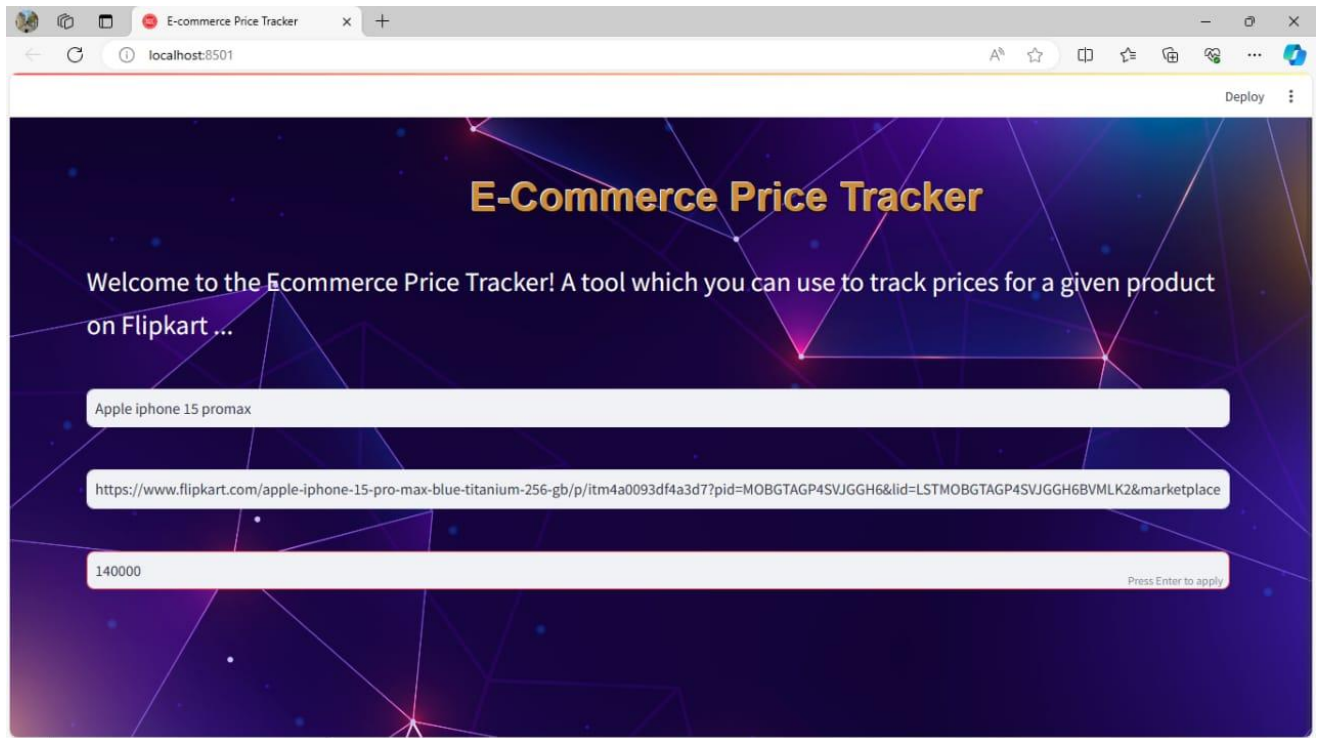 E-commerce Price Tracker
localhost:8501
Deploy
E-Commerce Price Tracker
Welcome to the Ecommerce Price Tracker! A tool which you can use to track prices for a given product
on Flipkart ...
Apple iphone 15 promax
https://www.flipkart.com/apple-iphone-15-pro-max-blue-titanium-256-gb/p/itm4a0093df4a3d7?pid=MOBGTAGP4SVJGGH6&lid=LSTMOBGTAGP4SVJGGH6BVMLK2&marketplace
140000
Press Enter to apply